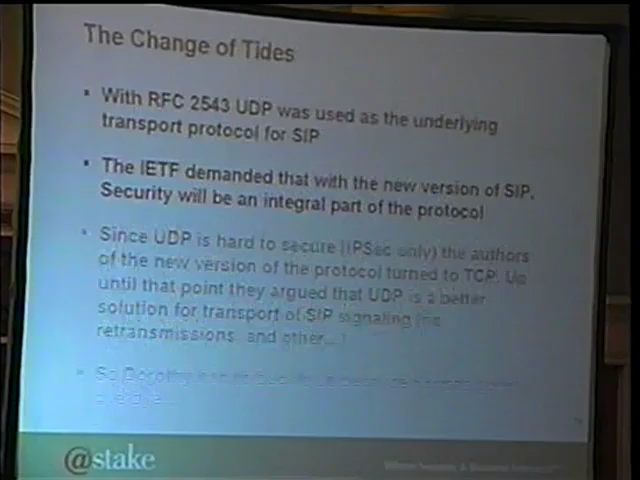 The Change of Tides
With RFC 2543 UDP was used as the underlying
transport protocol for SIP
The IETF demanded that with the new version of SIP,
Security will be an integral part of the protocol
Since UDP is hard to secure (IPSec only) the authors
of the new version of the protocol turned to TCP. Up
until that point they argued that UDP is a better
solution for transport of SIP signaling (no
retransmissions, and other...)
So Dorothy
@stake